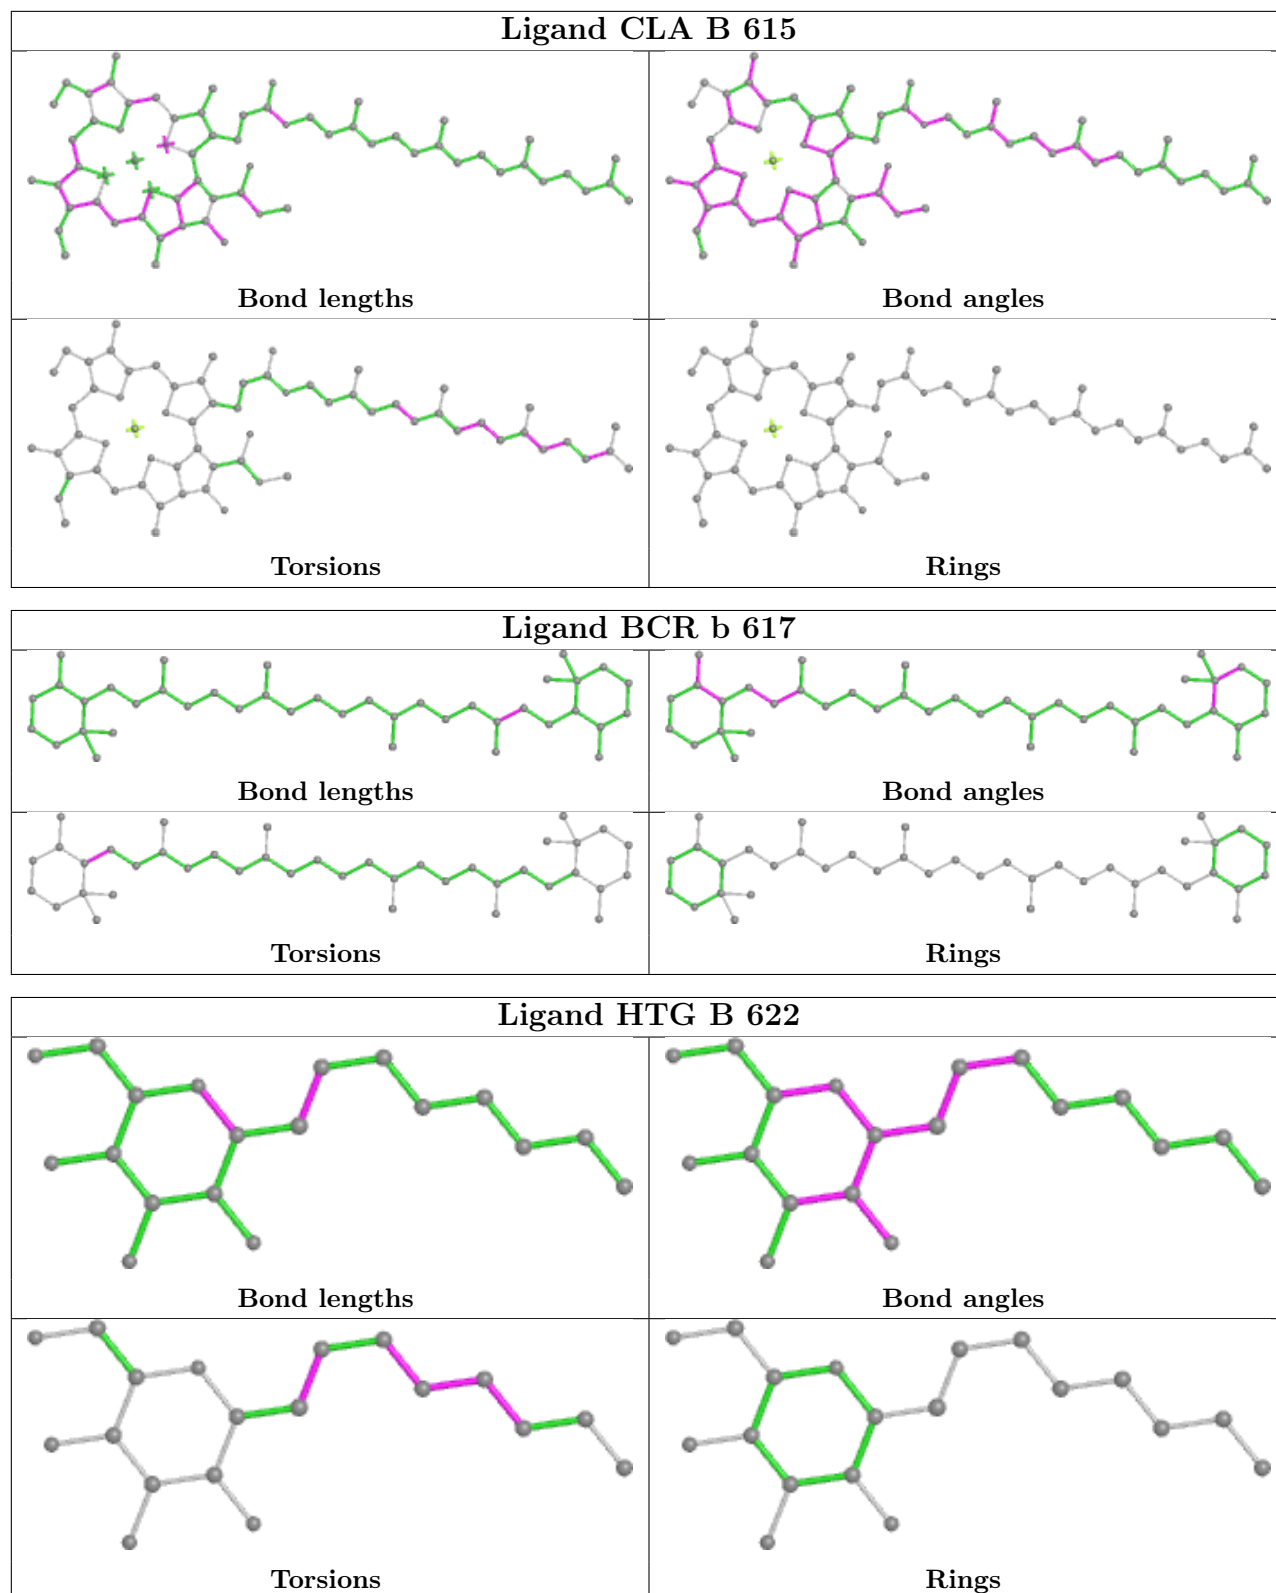 Ligand CLA B 615
Bond lengths
Bond angles
Torsions
Rings
Ligand BCR b 617
Bond lengths
Bond angles
Torsions
Rings
Ligand HTG B 622
Bond lengths
Bond angles
Torsions
Rings